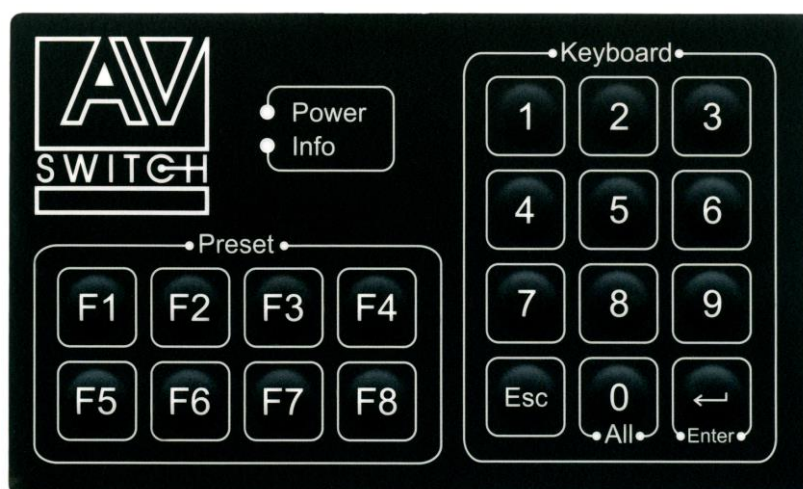 AV
SWITCH
Power
Info
Preset
F1 F2 F3 F4
F5 F6 F7 F8
Keyboard
1 2 3
4 5 6
7 8 9
Esc 0 ←
All Enter